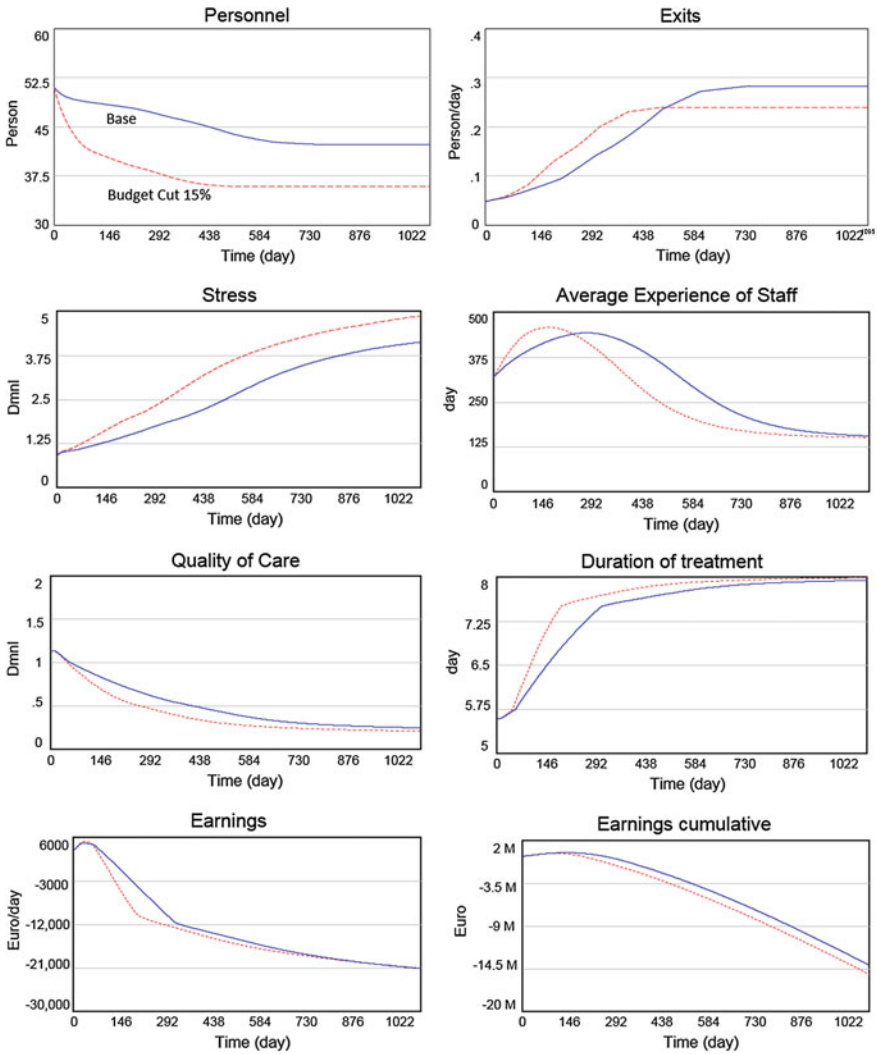 Personnel
60
52.5
45
37.5
30
Person
Base
Budget Cut 15%
0 146 292 438 584 730 876 1022
Time (day)
Exits
.4
.3
.2
.1
0
Person/day
0 146 292 438 584 730 876 1022 1095
Time (day)
Stress
5
3.75
2.5
1.25
0
Dmnl
0 146 292 438 584 730 876 1022
Time (day)
Average Experience of Staff
500
375
250
125
0
day
0 146 292 438 584 730 876 1022
Time (day)
Quality of Care
2
1.5
1
.5
0
Dmnl
0 146 292 438 584 730 876 1022
Time (day)
Duration of treatment
8
7.25
6.5
5.75
5
day
0 146 292 438 584 730 876 1022
Time (day)
Earnings
6000
-3000
-12,000
-21,000
-30,000
Euro/day
0 146 292 438 584 730 876 1022
Time (day)
Earnings cumulative
2 M
-3.5 M
-9 M
-14.5 M
-20 M
Euro
0 146 292 438 584 730 876 1022
Time (day)